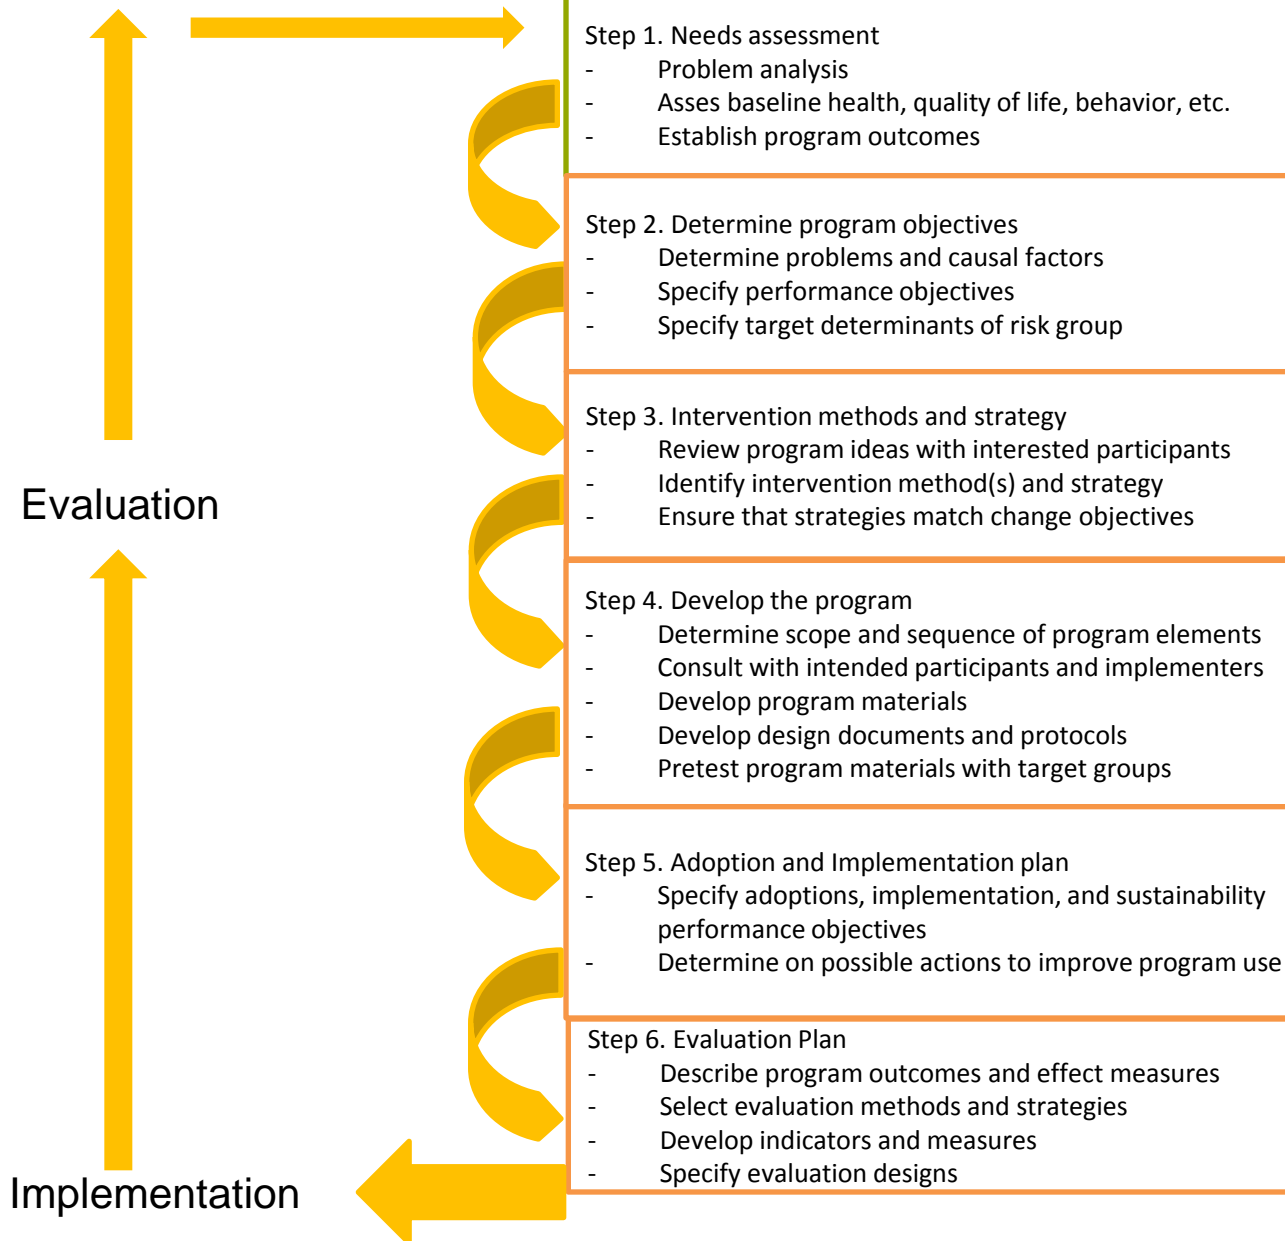 Step 1. Needs assessment
- Problem analysis
- Asses baseline health, quality of life, behavior, etc.
- Establish program outcomes
Step 2. Determine program objectives
- Determine problems and causal factors
- Specify performance objectives
- Specify target determinants of risk group
Step 3. Intervention methods and strategy
- Review program ideas with interested participants
- Identify intervention method(s) and strategy
- Ensure that strategies match change objectives
Evaluation
Step 4. Develop the program
- Determine scope and sequence of program elements
- Consult with intended participants and implementers
- Develop program materials
- Develop design documents and protocols
- Pretest program materials with target groups
Step 5. Adoption and Implementation plan
- Specify adoptions, implementation, and sustainability
performance objectives
- Determine on possible actions to improve program use
Step 6. Evaluation Plan
- Describe program outcomes and effect measures
- Select evaluation methods and strategies
- Develop indicators and measures
- Specify evaluation designs
Implementation